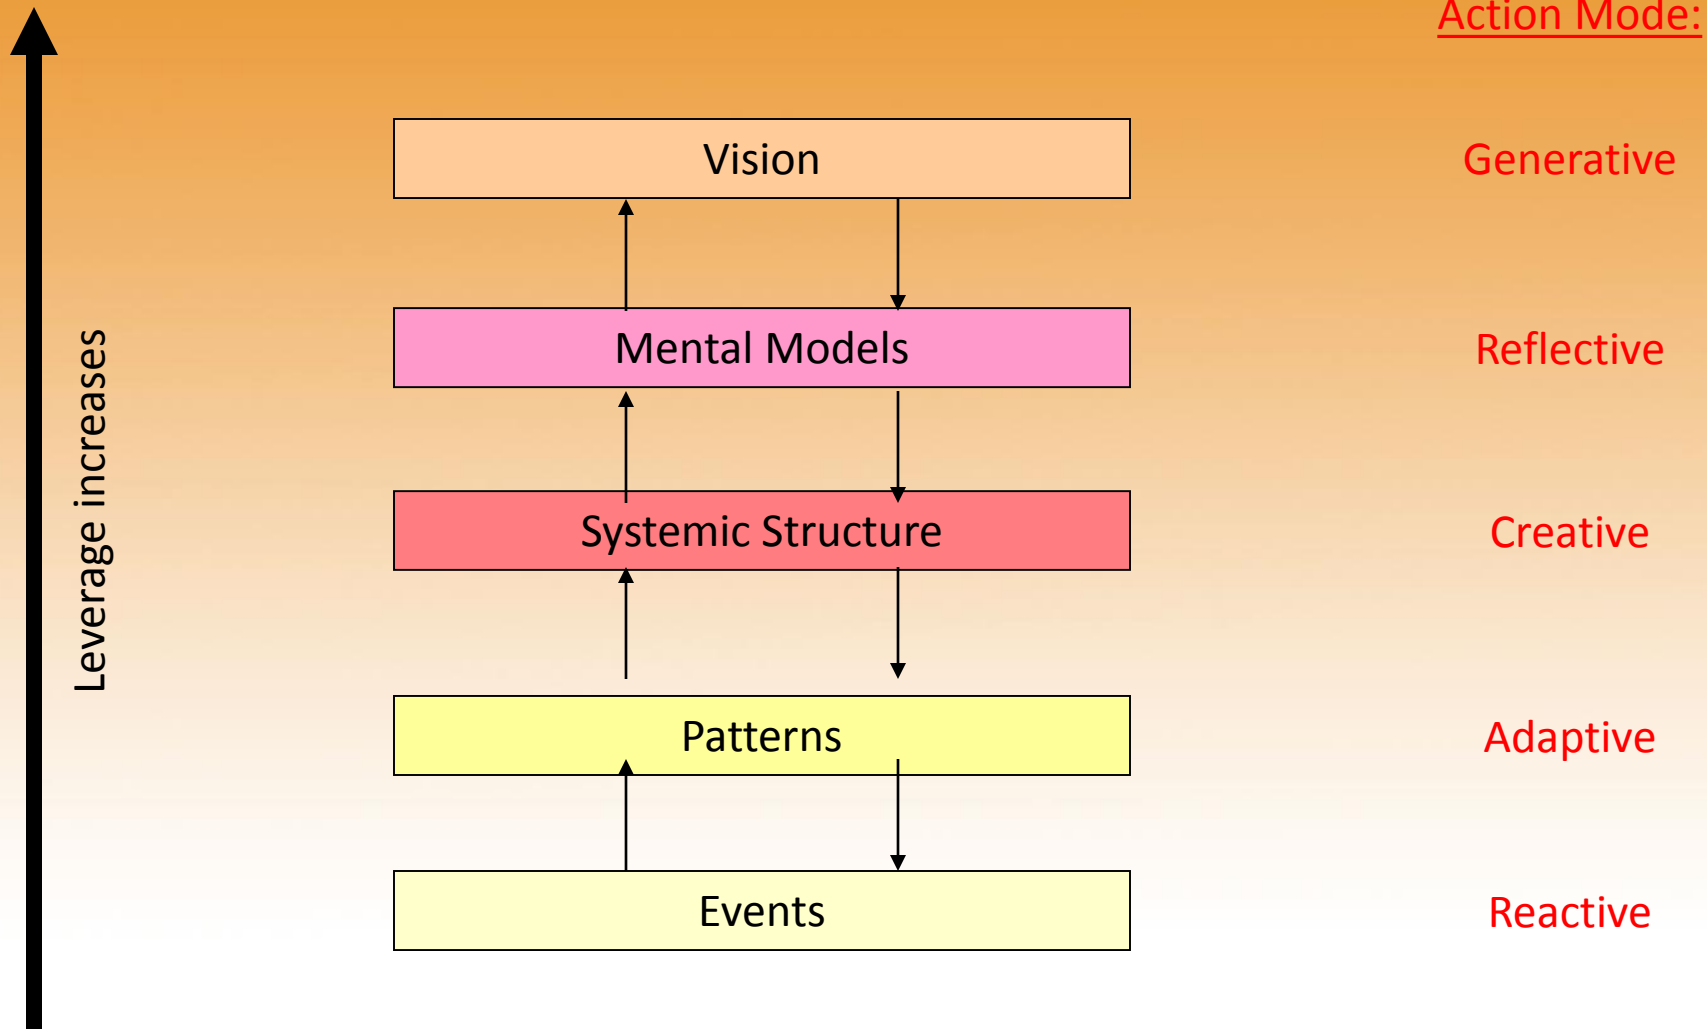 Action Mode:
Vision
Generative
Mental Models
Reflective
Leverage increases
Systemic Structure
Creative
Patterns
Adaptive
Events
Reactive